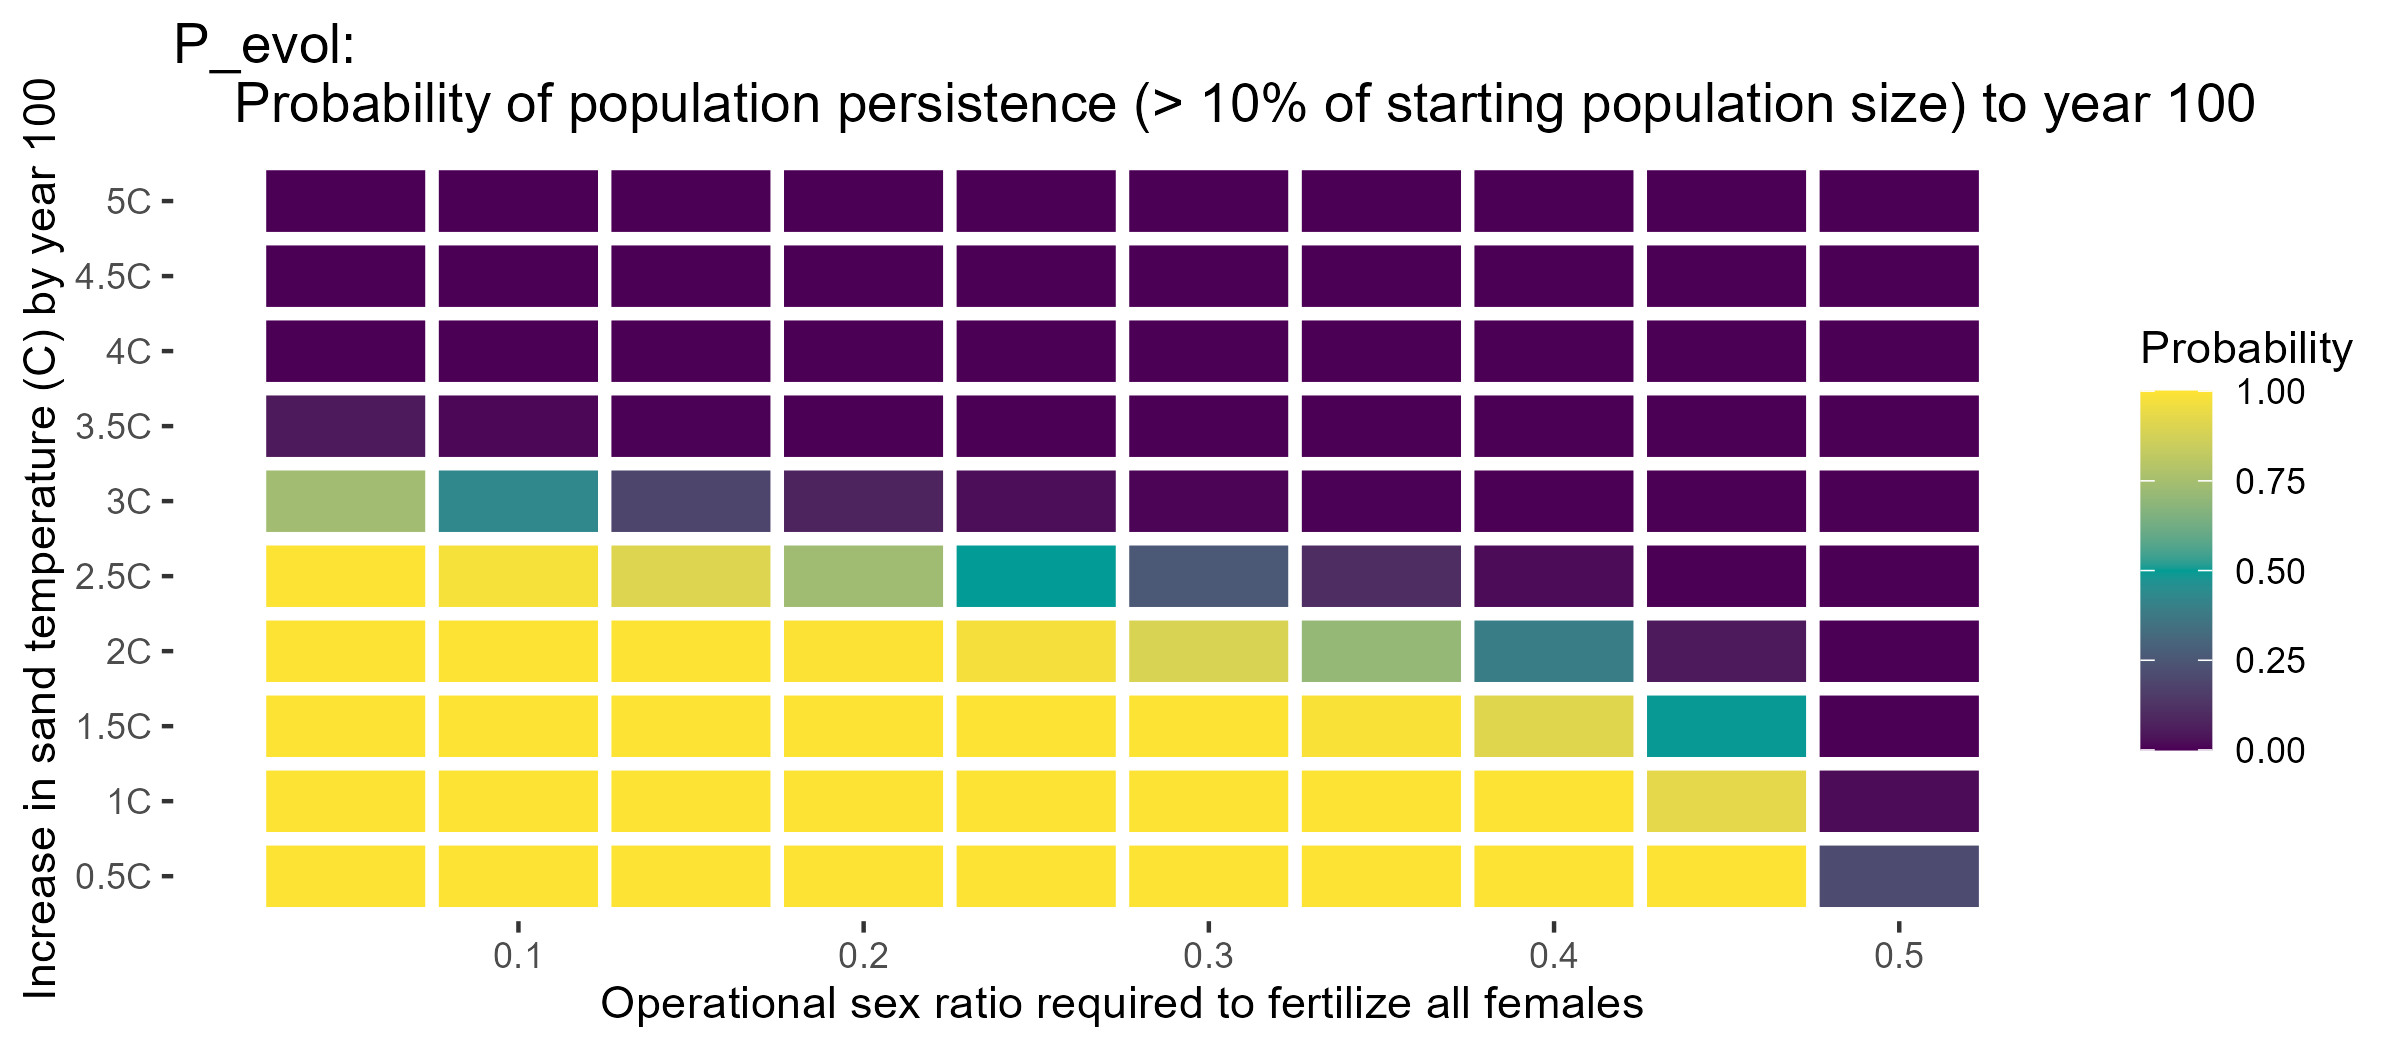 P_evol:
Probability of population persistence (> 10% of starting population size) to year 100
Increase in sand temperature (C) by year 100
5C
4.5C
4C
3.5C
3C
2.5C
2C
1.5C
1C
0.5C
0.1
0.2
0.3
0.4
0.5
Operational sex ratio required to fertilize all females
Probability
1.00
0.75
0.50
0.25
0.00